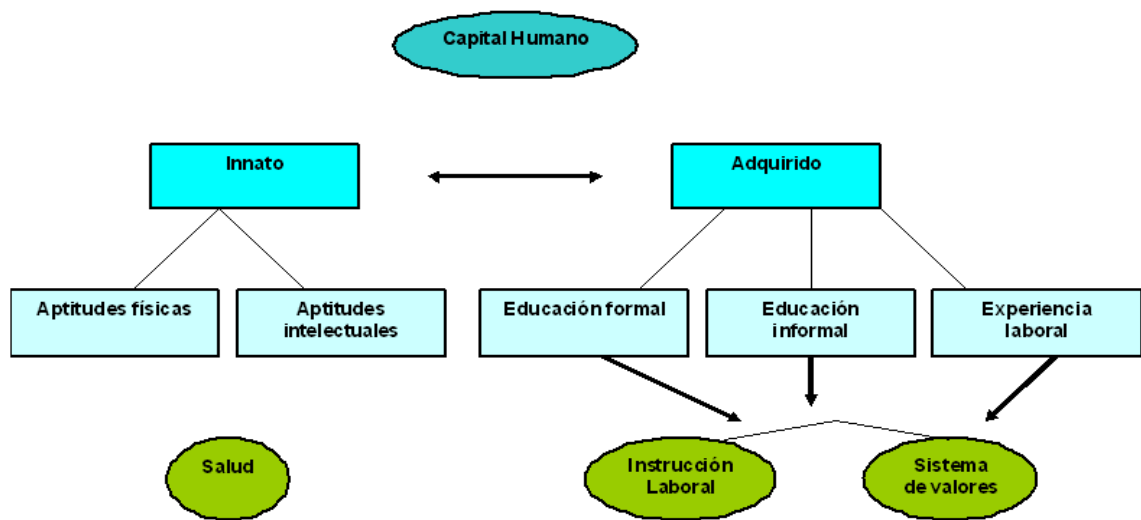 Capital Humano
Innato
Adquirido
Aptitudes físicas
Aptitudes
intelectuales
Educación formal
Educación
informal
Experiencia
laboral
Salud
Instrucción
Laboral
Sistema
de valores